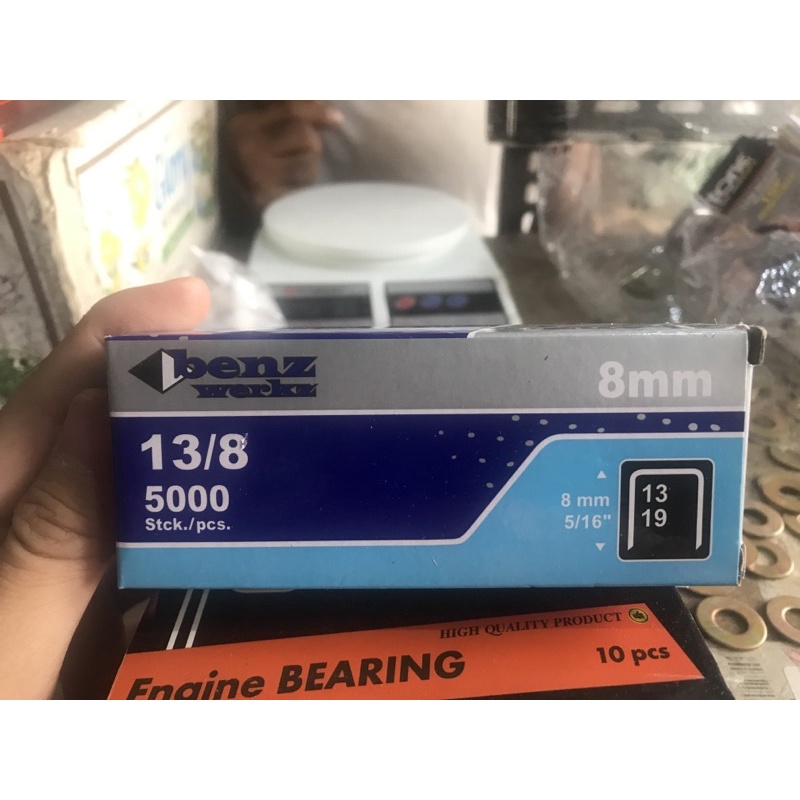 benz
werkz
8mm
13/8
5000
Stck./pcs.
8 mm
5/16"
13
19
HIGH QUALITY PRODUCT
Engine BEARING
10 pcs